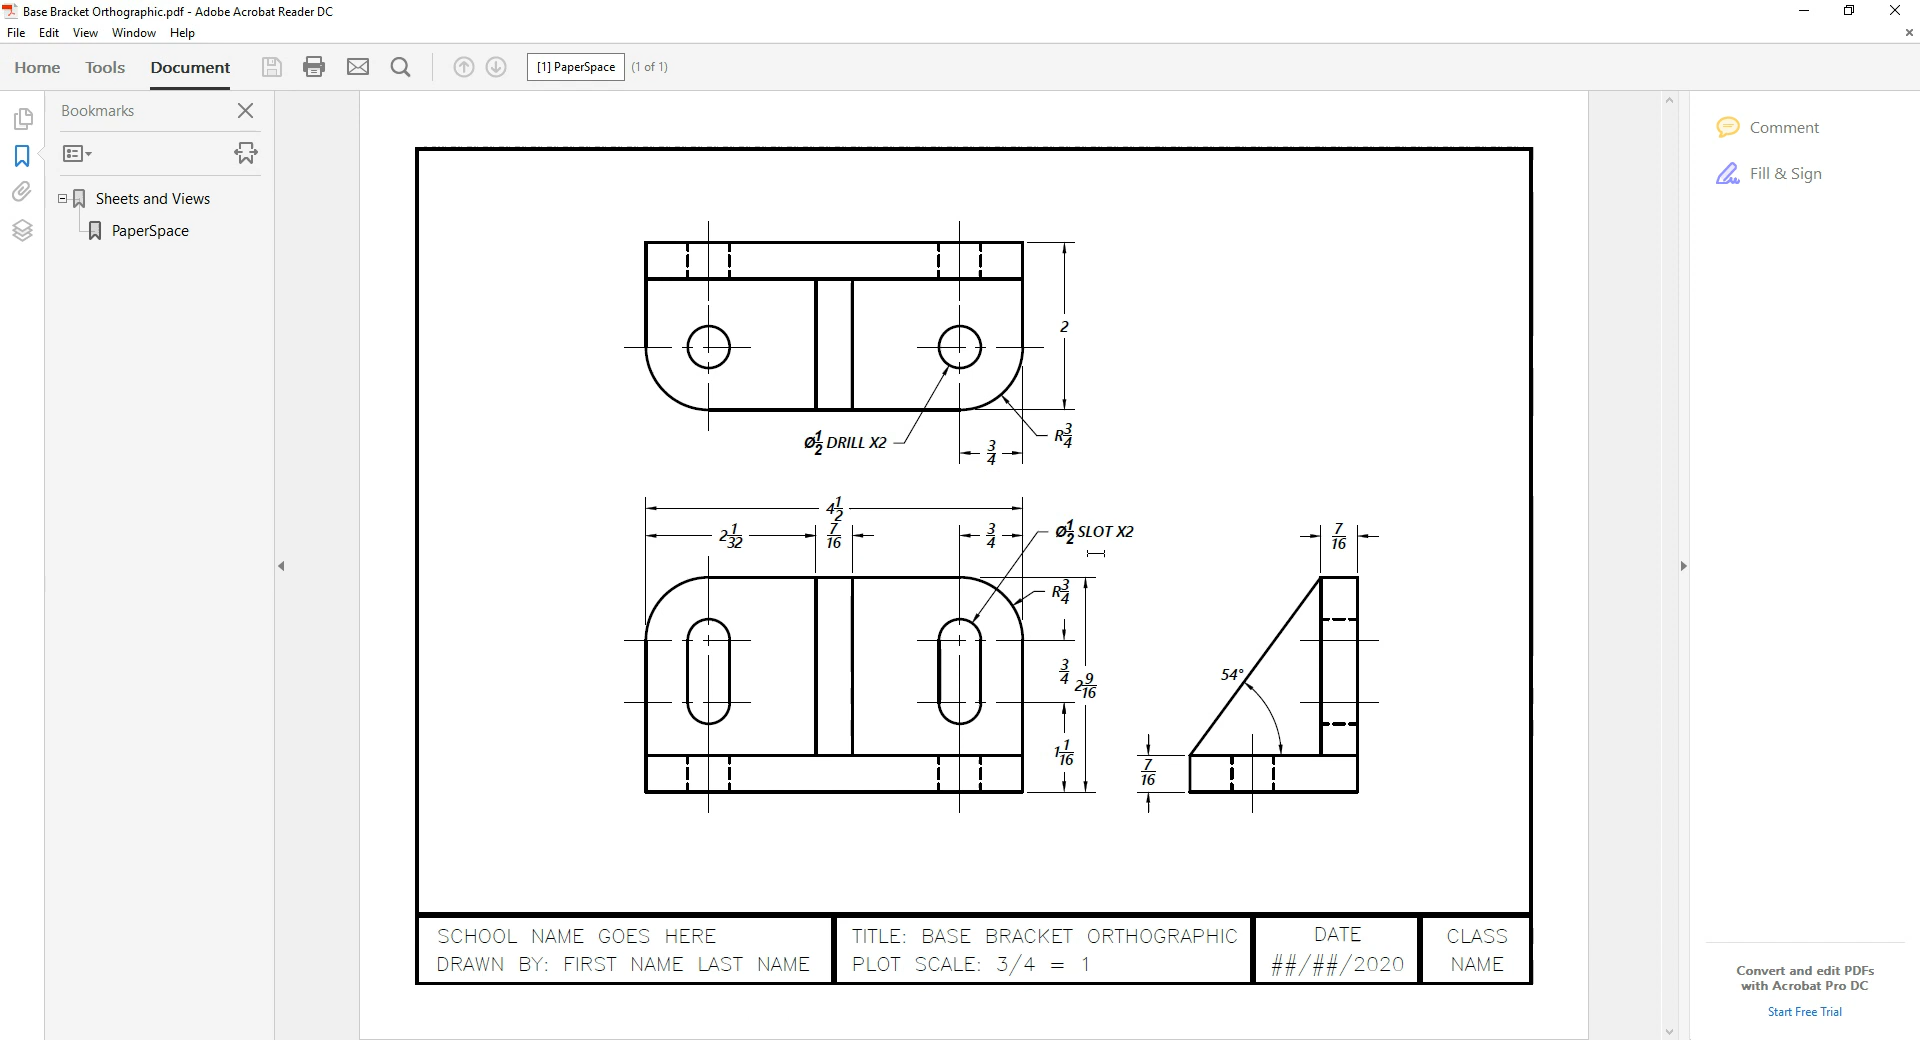 Base Bracket Orthographic.pdf - Adobe Acrobat Reader DC
File Edit View Window Help
Home Tools Document [1] PaperSpace (1 of 1)
Bookmarks
Sheets and Views
PaperSpace
Comment
Fill & Sign
2
Ø1/2 DRILL X2
R3/4
3/4
4 1/2
2 1/32
7/16
3/4
Ø1/2 SLOT X2
R3/4
3/4
2 9/16
1 1/16
7/16
54°
7/16
SCHOOL NAME GOES HERE
DRAWN BY: FIRST NAME LAST NAME
TITLE: BASE BRACKET ORTHOGRAPHIC
PLOT SCALE: 3/4 = 1
DATE
##/##/2020
CLASS
NAME
Convert and edit PDFs
with Acrobat Pro DC
Start Free Trial